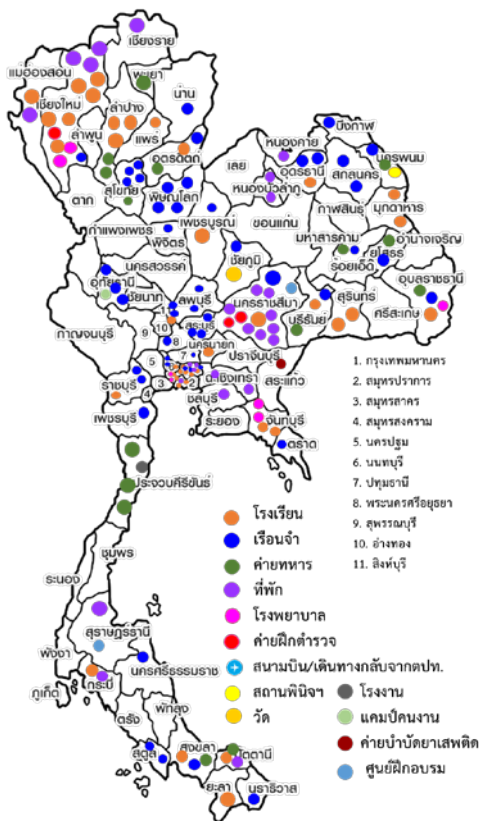 เชียงราย
แม่ฮ่องสอน
พะเยา
น่าน
เชียงใหม่
ลำปาง
ลำพูน
แพร่
อุตรดิตถ์
ตาก
สุโขทัย
พิษณุโลก
กำแพงเพชร
พิจิตร
เพชรบูรณ์
เลย
หนองคาย
บึงกาฬ
อุดรธานี
หนองบัวลำภู
สกลนคร
นครพนม
ขอนแก่น
กาฬสินธุ์
มุกดาหาร
มหาสารคาม
ร้อยเอ็ด
ยโสธร
อำนาจเจริญ
อุบลราชธานี
ชัยภูมิ
นครสวรรค์
อุทัยธานี
ชัยนาท
ลพบุรี
สระบุรี
นครราชสีมา
บุรีรัมย์
สุรินทร์
ศรีสะเกษ
กาญจนบุรี
นครนายก
ปราจีนบุรี
ฉะเชิงเทรา
สระแก้ว
ชลบุรี
ระยอง
จันทบุรี
ตราด
ราชบุรี
เพชรบุรี
ประจวบคีรีขันธ์
ชุมพร
ระนอง
สุราษฎร์ธานี
พังงา
ภูเก็ต
กระบี่
นครศรีธรรมราช
ตรัง
พัทลุง
สตูล
สงขลา
ปัตตานี
ยะลา
นราธิวาส
11
10
9
8
7
5
6
4
3
2
1. กรุงเทพมหานคร
2. สมุทรปราการ
3. สมุทรสาคร
4. สมุทรสงคราม
5. นครปฐม
6. นนทบุรี
7. ปทุมธานี
8. พระนครศรีอยุธยา
9. สุพรรณบุรี
10. อ่างทอง
11. สิงห์บุรี
โรงเรียน
เรือนจำ
ค่ายทหาร
ที่พัก
โรงพยาบาล
ค่ายฝึกตำรวจ
สนามบิน/เดินทางกลับจากตปท.
สถานพินิจฯ
วัด
โรงงาน
แคมป์คนงาน
ค่ายบำบัดยาเสพติด
ศูนย์ฝึกอบรม